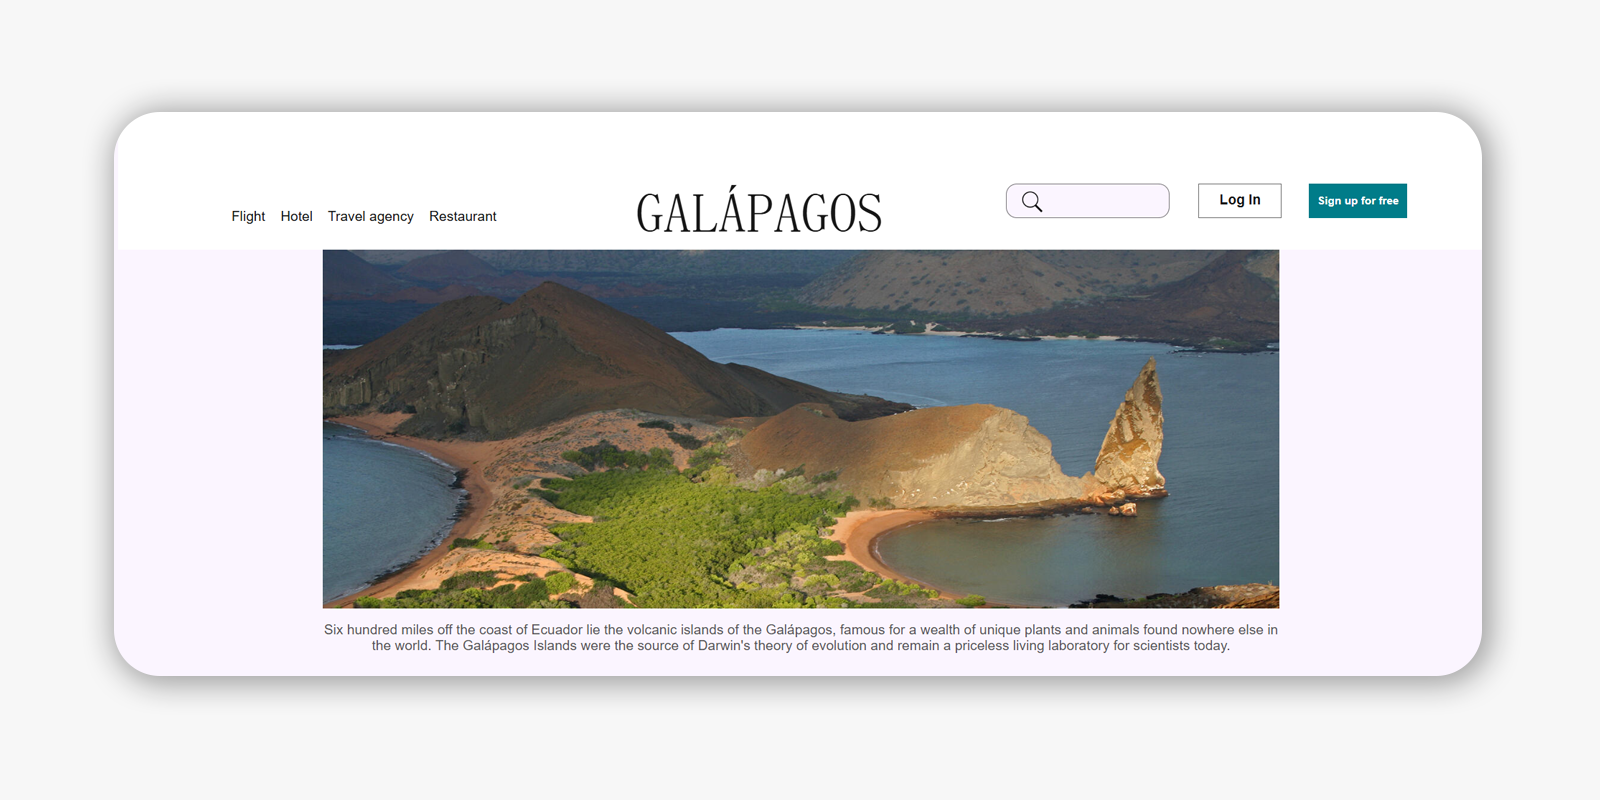 Flight Hotel Travel agency Restaurant
GALÁPAGOS
Log In
Sign up for free
Six hundred miles off the coast of Ecuador lie the volcanic islands of the Galápagos, famous for a wealth of unique plants and animals found nowhere else in
the world. The Galápagos Islands were the source of Darwin's theory of evolution and remain a priceless living laboratory for scientists today.